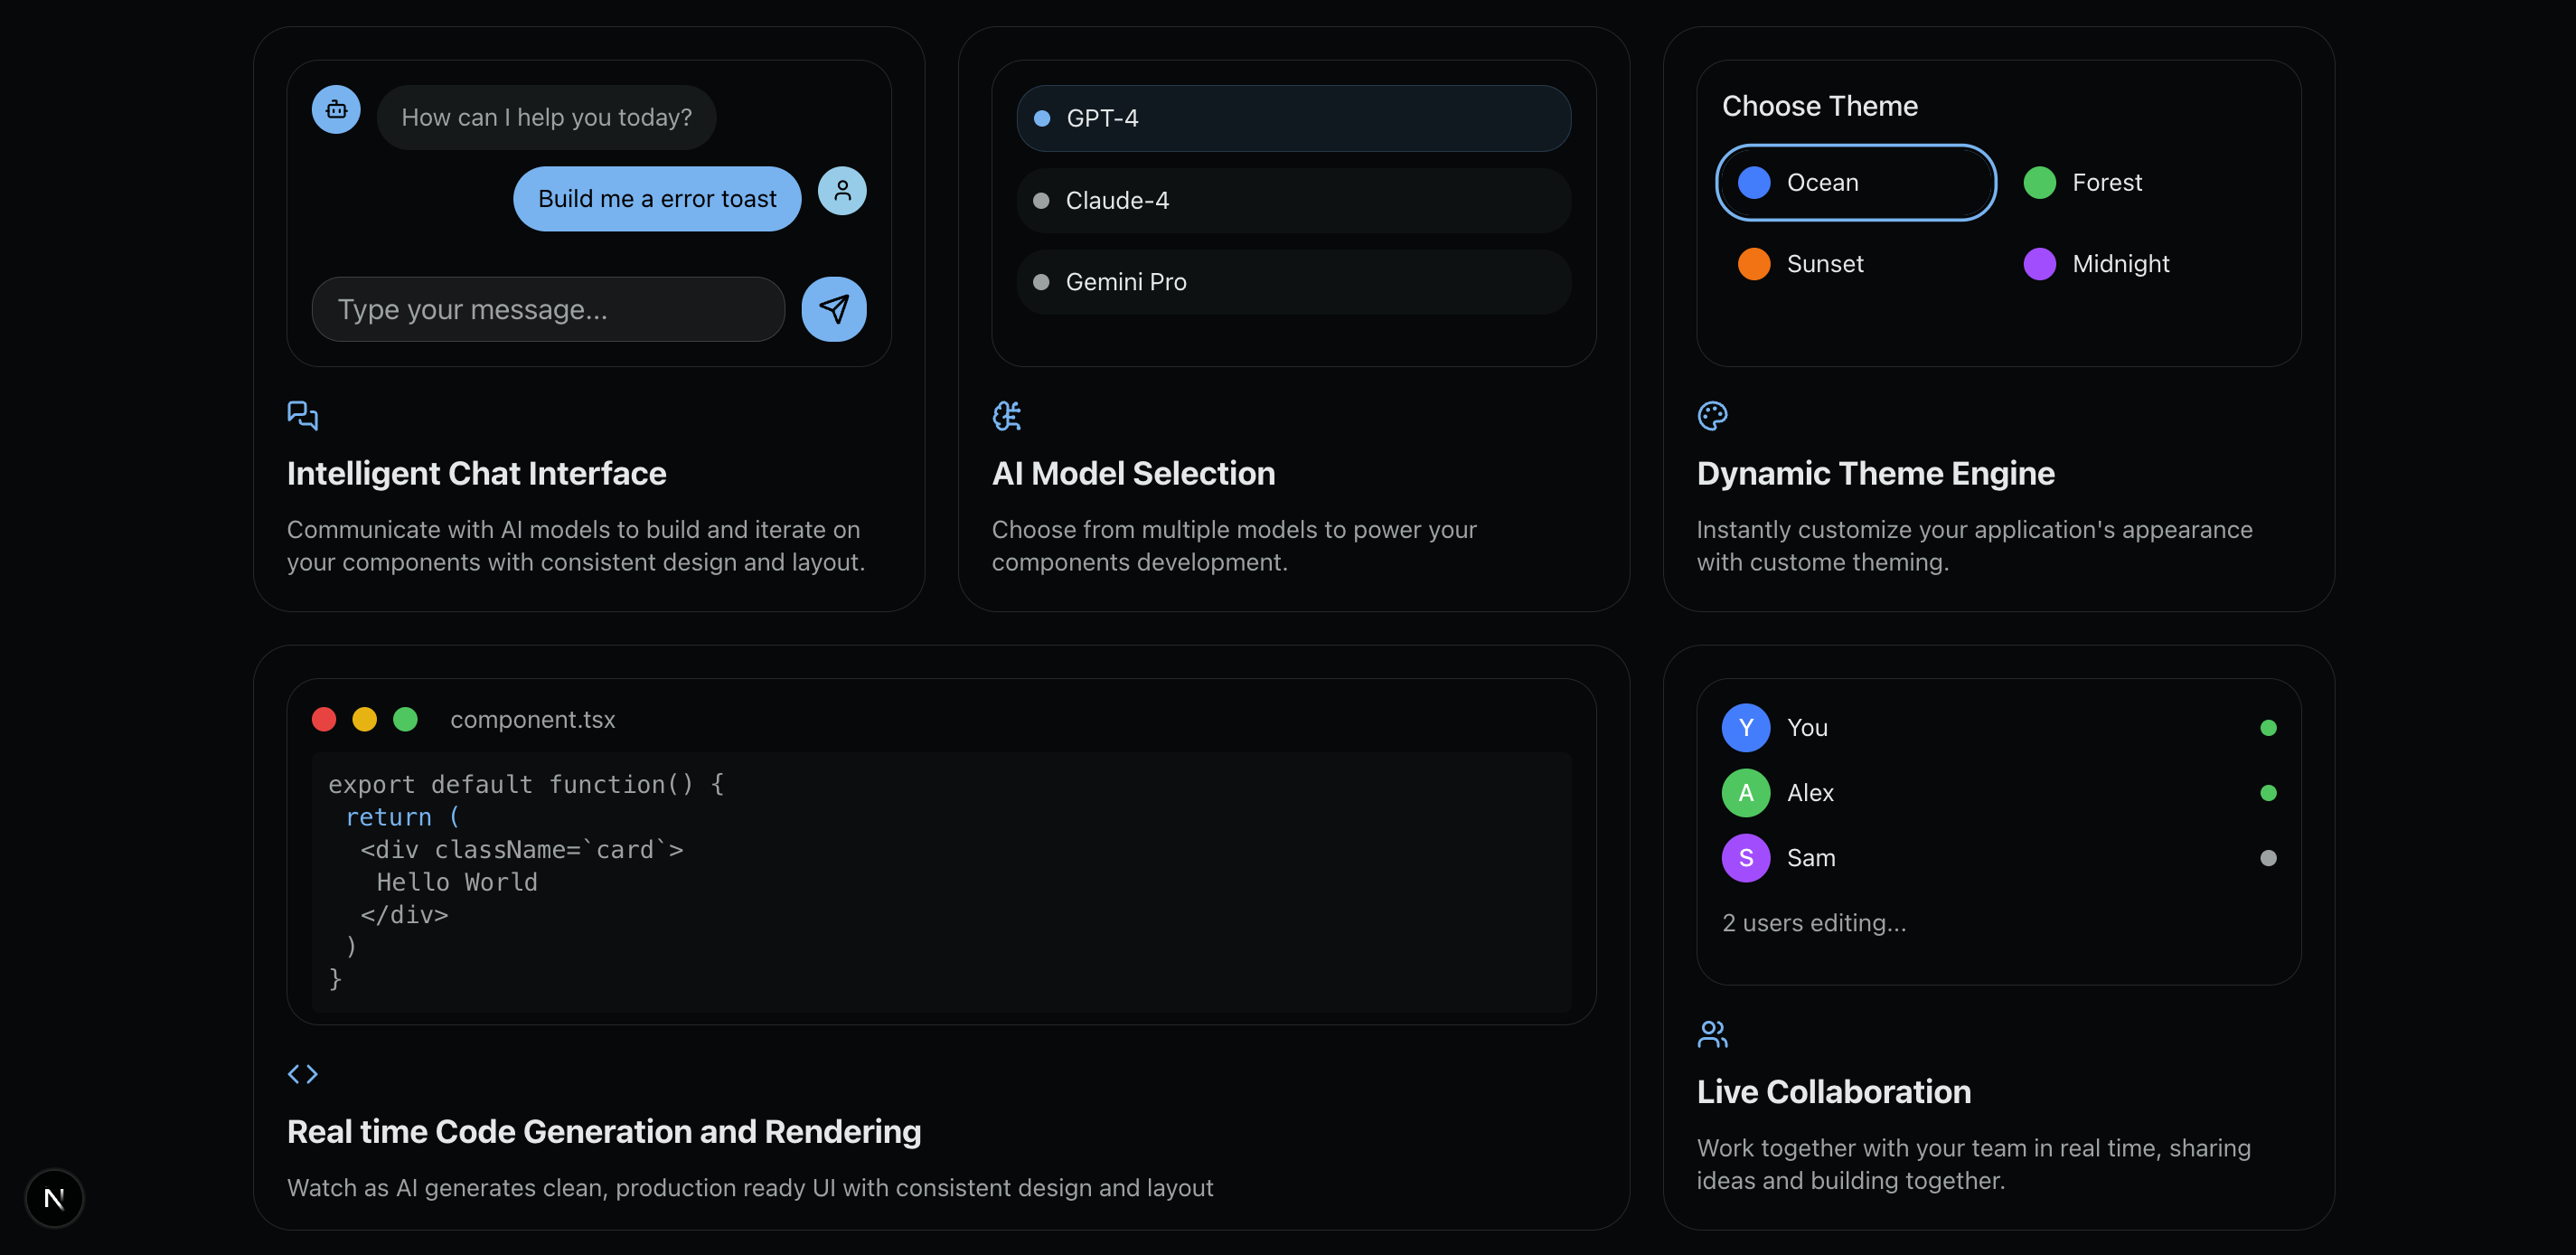 How can I help you today?
Build me a error toast
Type your message...
Intelligent Chat Interface
Communicate with AI models to build and iterate on
your components with consistent design and layout.
GPT-4
Claude-4
Gemini Pro
AI Model Selection
Choose from multiple models to power your
components development.
Choose Theme
Ocean
Forest
Sunset
Midnight
Dynamic Theme Engine
Instantly customize your application's appearance
with custome theming.
component.tsx
export default function() {
return (
<div className=`card`>
Hello World
</div>
)
}
Real time Code Generation and Rendering
Watch as AI generates clean, production ready UI with consistent design and layout
Y You
A Alex
S Sam
2 users editing...
Live Collaboration
Work together with your team in real time, sharing
ideas and building together.
N